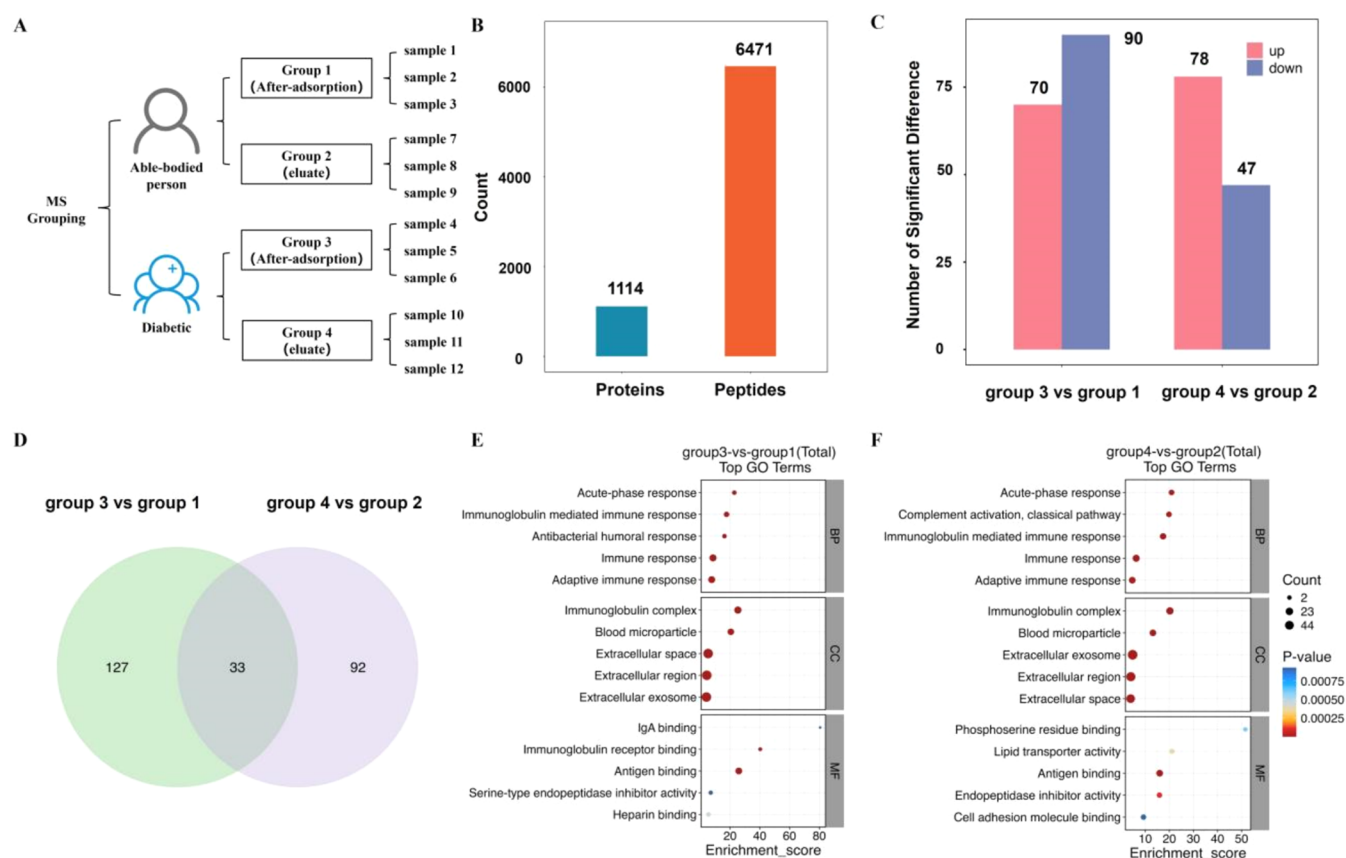 A
MS
Grouping
Able-bodied
person
Diabetic
Group 1
(After-adsorption)
Group 2
(eluate)
Group 3
(After-adsorption)
Group 4
(eluate)
sample 1
sample 2
sample 3
sample 7
sample 8
sample 9
sample 4
sample 5
sample 6
sample 10
sample 11
sample 12
B
Count
6000
4000
2000
0
1114
6471
Proteins
Peptides
C
Number of Significant Difference
75
50
25
0
70
90
78
47
up
down
group 3 vs group 1
group 4 vs group 2
D
group 3 vs group 1
group 4 vs group 2
127
33
92
E
group3-vs-group1(Total)
Top GO Terms
Acute-phase response
Immunoglobulin mediated immune response
Antibacterial humoral response
Immune response
Adaptive immune response
BP
Immunoglobulin complex
Blood microparticle
Extracellular space
Extracellular region
Extracellular exosome
CC
IgA binding
Immunoglobulin receptor binding
Antigen binding
Serine-type endopeptidase inhibitor activity
Heparin binding
MF
20 40 60 80
Enrichment_score
F
group4-vs-group2(Total)
Top GO Terms
Acute-phase response
Complement activation, classical pathway
Immunoglobulin mediated immune response
Immune response
Adaptive immune response
BP
Immunoglobulin complex
Blood microparticle
Extracellular exosome
Extracellular region
Extracellular space
CC
Phosphoserine residue binding
Lipid transporter activity
Antigen binding
Endopeptidase inhibitor activity
Cell adhesion molecule binding
MF
10 20 30 40 50
Enrichment_score
Count
2
23
44
P-value
0.00075
0.00050
0.00025